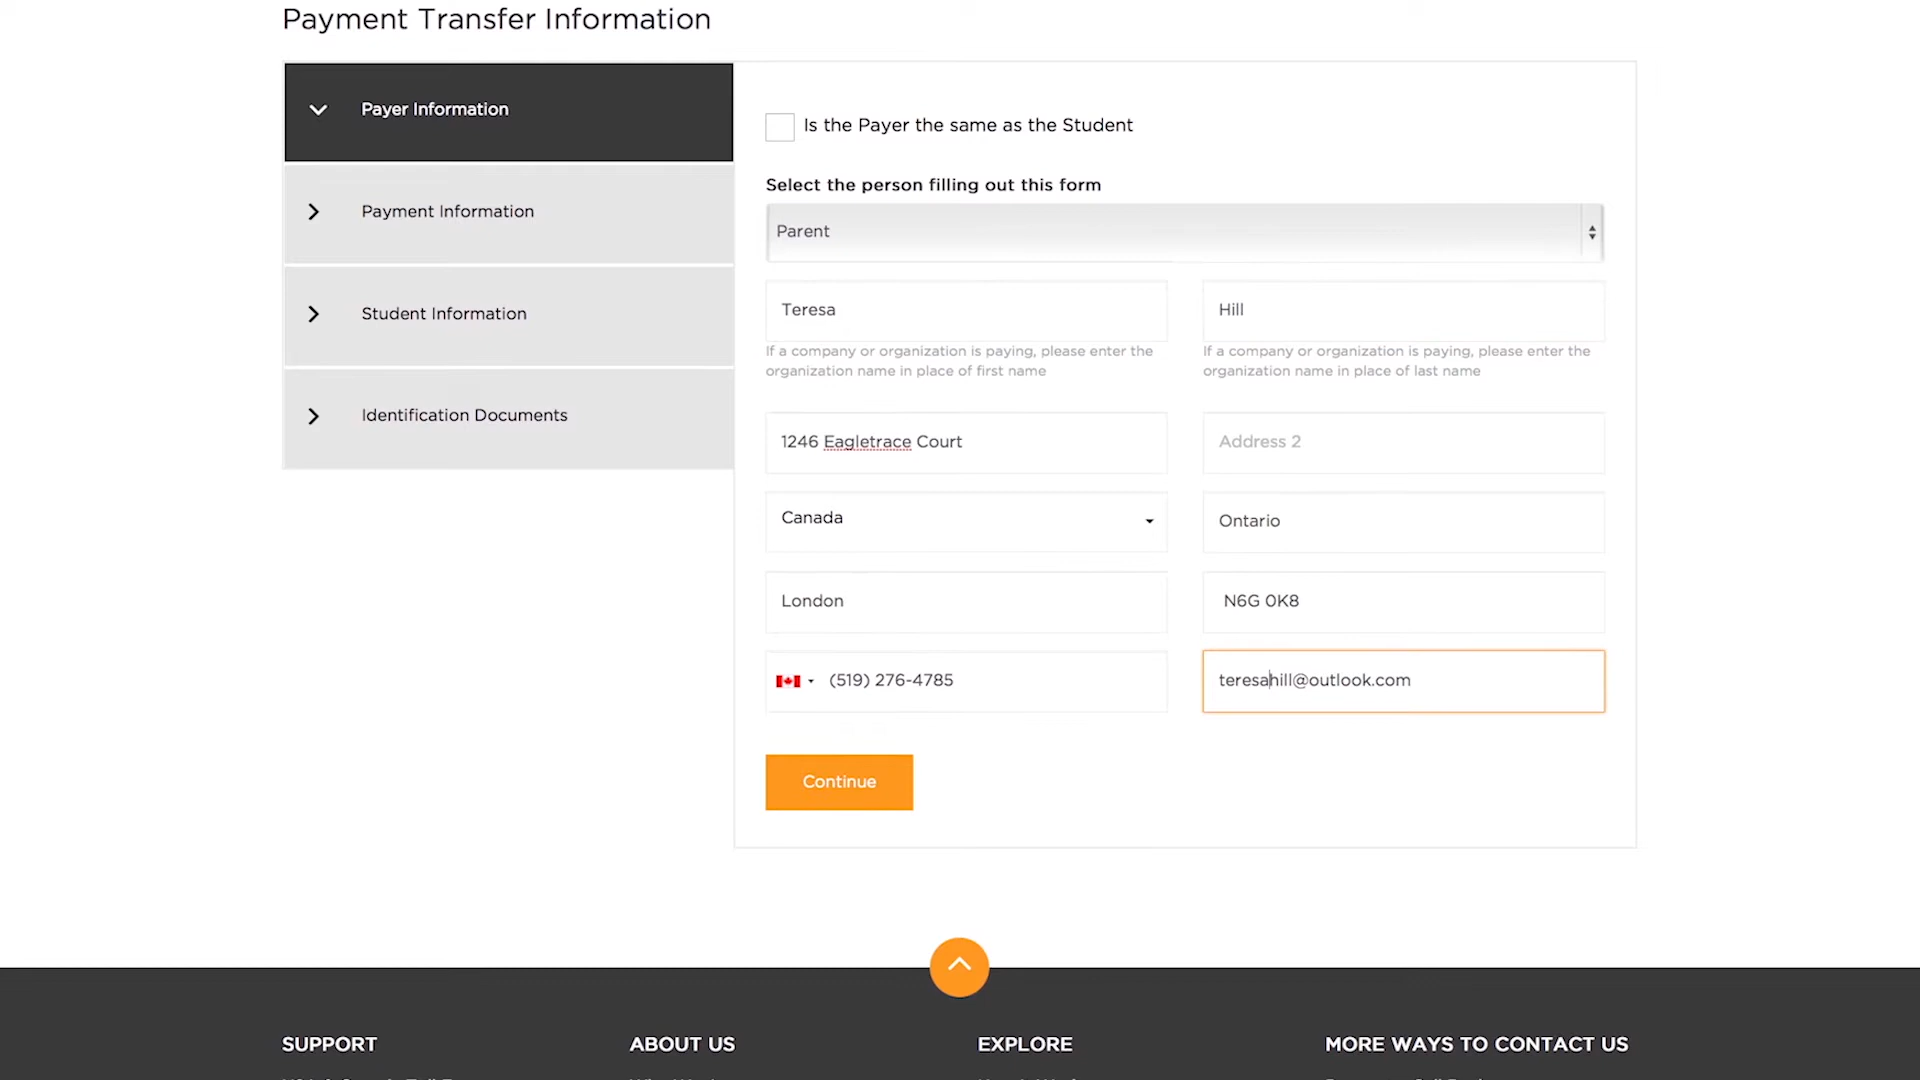 Payment Transfer Information
Payer Information
Is the Payer the same as the Student
Select the person filling out this form
Payment Information
Parent
Student Information
Teresa
Hill
If a company or organization is paying, please enter the
organization name in place of first name
If a company or organization is paying, please enter the
organization name in place of last name
Identification Documents
1246 Eagletrace Court
Address 2
Canada
Ontario
London
N6G 0K8
(519) 276-4785
teresahill@outlook.com
Continue
SUPPORT
ABOUT US
EXPLORE
MORE WAYS TO CONTACT US